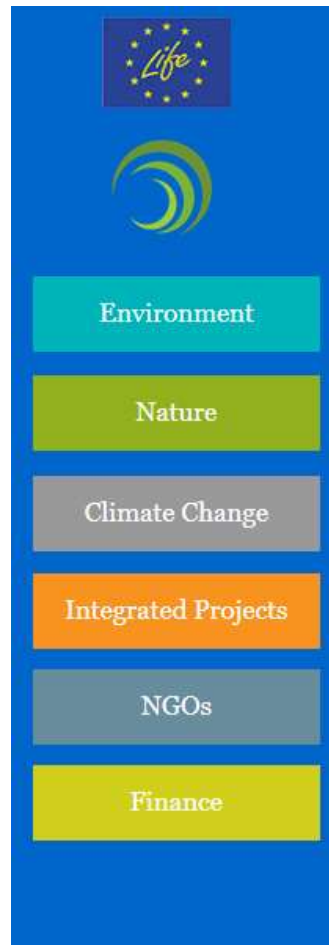 Life
Environment
Nature
Climate Change
Integrated Projects
NGOs
Finance